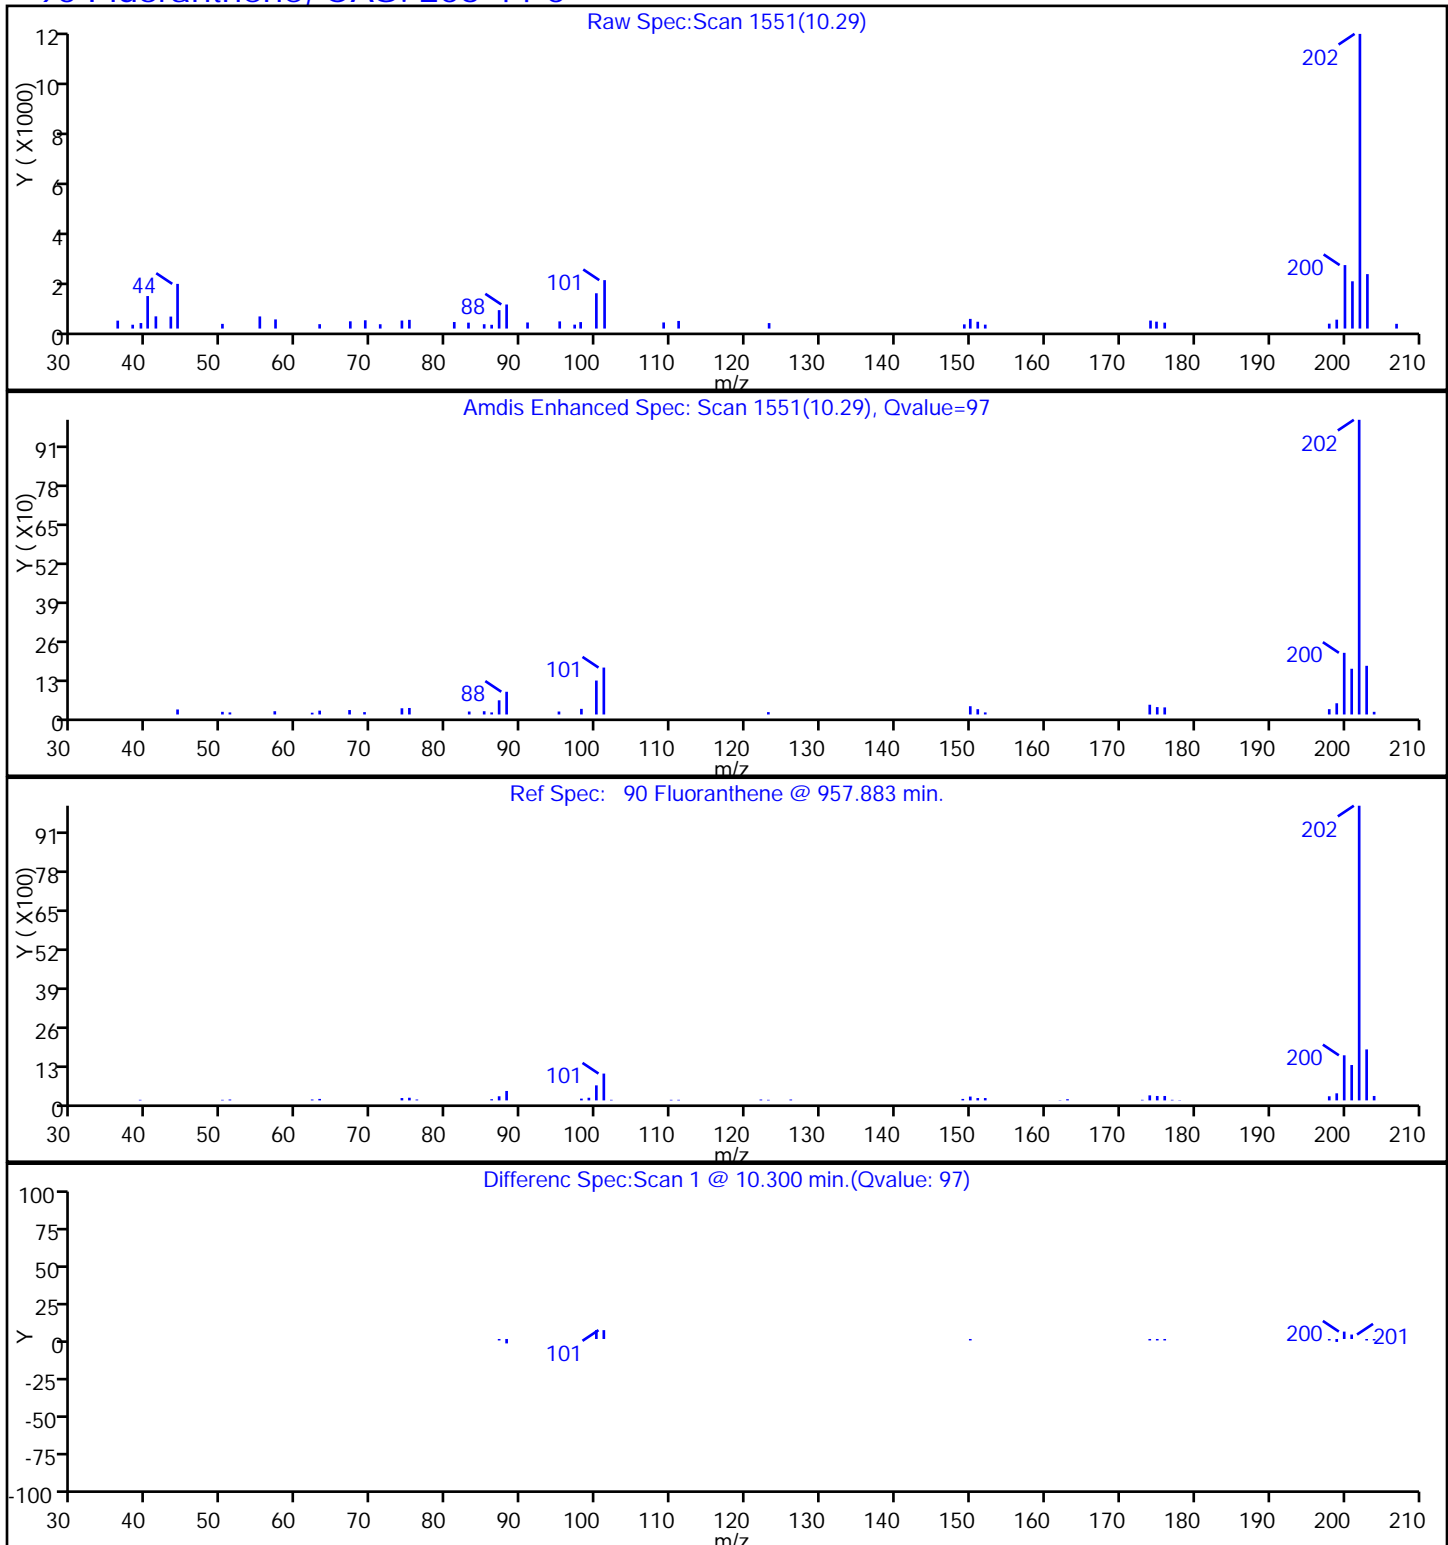 Raw Spec:Scan 1551(10.29)
12
10
8
6
4
2
0
Y ( X1000)
202
200
101
88
44
30 40 50 60 70 80 90 100 110 120 130 140 150 160 170 180 190 200 210
m/z
Amdis Enhanced Spec: Scan 1551(10.29), Qvalue=97
91
78
65
52
39
26
13
0
Y ( X10)
202
200
101
88
30 40 50 60 70 80 90 100 110 120 130 140 150 160 170 180 190 200 210
m/z
Ref Spec: 90 Fluoranthene @ 957.883 min.
91
78
65
52
39
26
13
0
Y ( X100)
202
200
101
30 40 50 60 70 80 90 100 110 120 130 140 150 160 170 180 190 200 210
m/z
Differenc Spec:Scan 1 @ 10.300 min.(Qvalue: 97)
100
75
50
25
0
-25
-50
-75
-100
Y
101
200
201
30 40 50 60 70 80 90 100 110 120 130 140 150 160 170 180 190 200 210
m/z